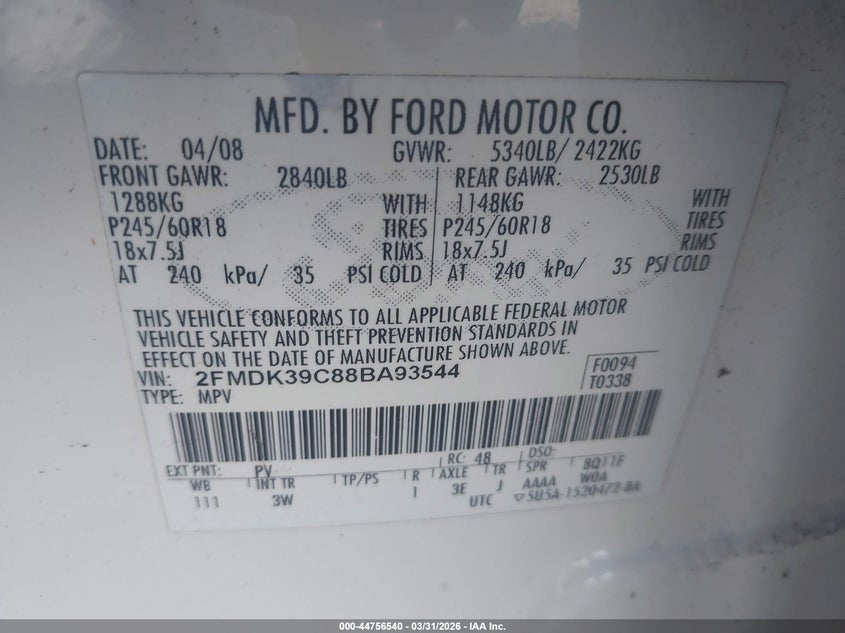 MFD. BY FORD MOTOR CO.
DATE: 04/08 GVWR: 5340LB/ 2422KG
FRONT GAWR: 2840LB REAR GAWR: 2530LB
1288KG WITH 1148KG WITH
P245/60R18 TIRES P245/60R18 TIRES
18x7.5J RIMS 18x7.5J RIMS
AT 240 kPa/ 35 PSI COLD AT 240 kPa/ 35 PSI COLD
THIS VEHICLE CONFORMS TO ALL APPLICABLE FEDERAL MOTOR
VEHICLE SAFETY AND THEFT PREVENTION STANDARDS IN
EFFECT ON THE DATE OF MANUFACTURE SHOWN ABOVE.
VIN: 2FMDK39C88BA93544 F0094
TYPE: MPV T0338
EXT PNT: PV RC: 48 DSO:
WB INT TR TP/PS R AXLE TR SPR 8Q11F
111 3W 1 3E J AAAA W0A
UTC ▽5U5A-1520472-BA
000-44756540 - 03/31/2026 - IAA Inc.